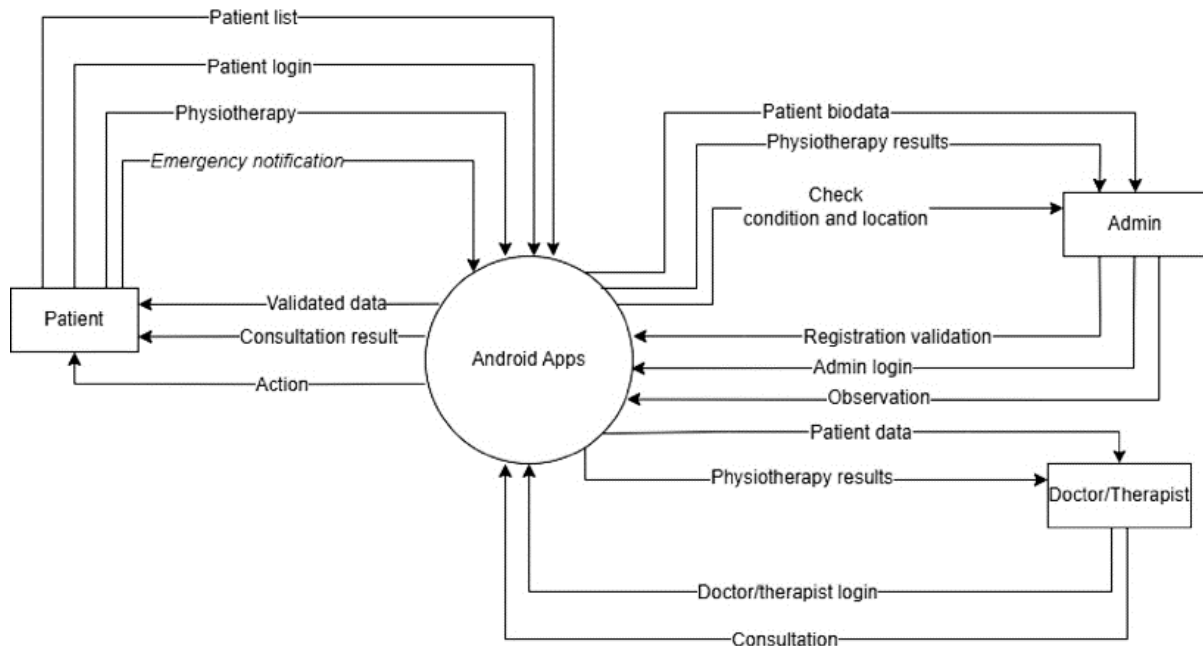 Patient list
Patient login
Physiotherapy
Emergency notification
Patient biodata
Physiotherapy results
Check
condition and location
Admin
Patient
Validated data
Consultation result
Action
Android Apps
Registration validation
Admin login
Observation
Patient data
Physiotherapy results
Doctor/Therapist
Doctor/therapist login
Consultation